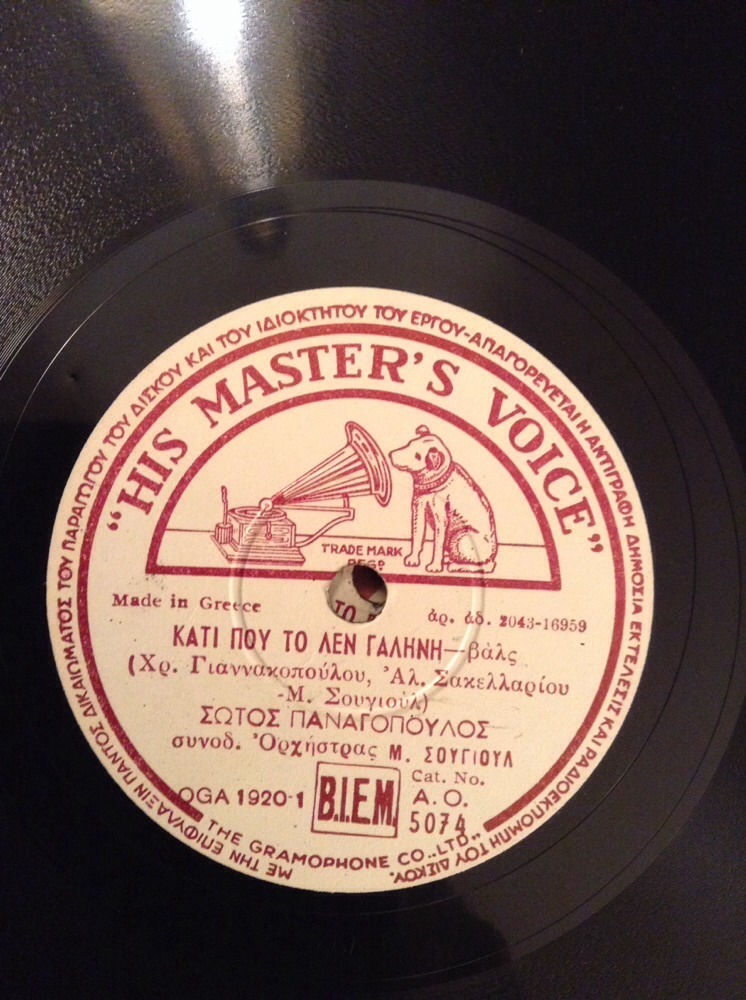 ΜΕ ΤΗΝ ΕΠΙΦΥΛΑΞΙΝ ΠΑΝΤΟΣ ΔΙΚΑΙΩΜΑΤΟΣ ΤΟΥ ΠΑΡΑΓΩΓΟΥ ΤΟΥ ΔΙΣΚΟΥ ΚΑΙ ΤΟΥ ΙΔΙΟΚΤΗΤΟΥ ΤΟΥ ΕΡΓΟΥ-ΑΠΑΓΟΡΕΥΕΤΑΙ Η ΑΝΤΙΓΡΑΦΗ ΔΗΜΟΣΙΑ ΕΚΤΕΛΕΣΙΣ ΚΑΙ ΡΑΔΙΟΕΚΠΟΜΠΗ ΤΟΥ ΔΙΣΚΟΥ.
"HIS MASTER'S VOICE"
TRADE MARK
REGD
Made in Greece
ἀρ. ἀδ. 2043-16959
ΚΑΤΙ ΠΟΥ ΤΟ ΛΕΝ ΓΑΛΗΝΗ—βὰλς
(Χρ. Γιαννακοπούλου, Ἀλ. Σακελλαρίου
-Μ. Σουγιοὺλ)
ΣΩΤΟΣ ΠΑΝΑΓΟΠΟΥΛΟΣ
συνοδ. Ὀρχήστρας Μ. ΣΟΥΓΙΟΥΛ
OGA 1920-1
B.I.E.M.
Cat. No.
A. O.
5074
THE GRAMOPHONE CO., LTD.,